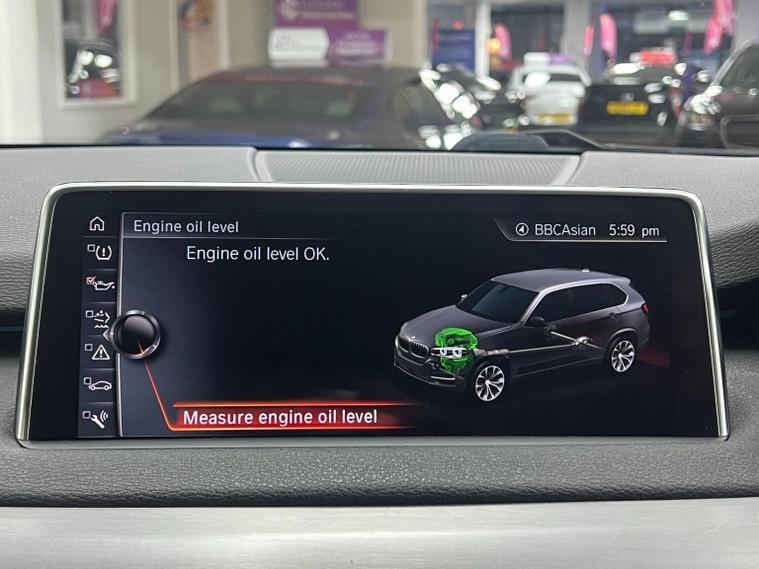 Engine oil level
BBCAsian 5:59 pm
Engine oil level OK.
Measure engine oil level